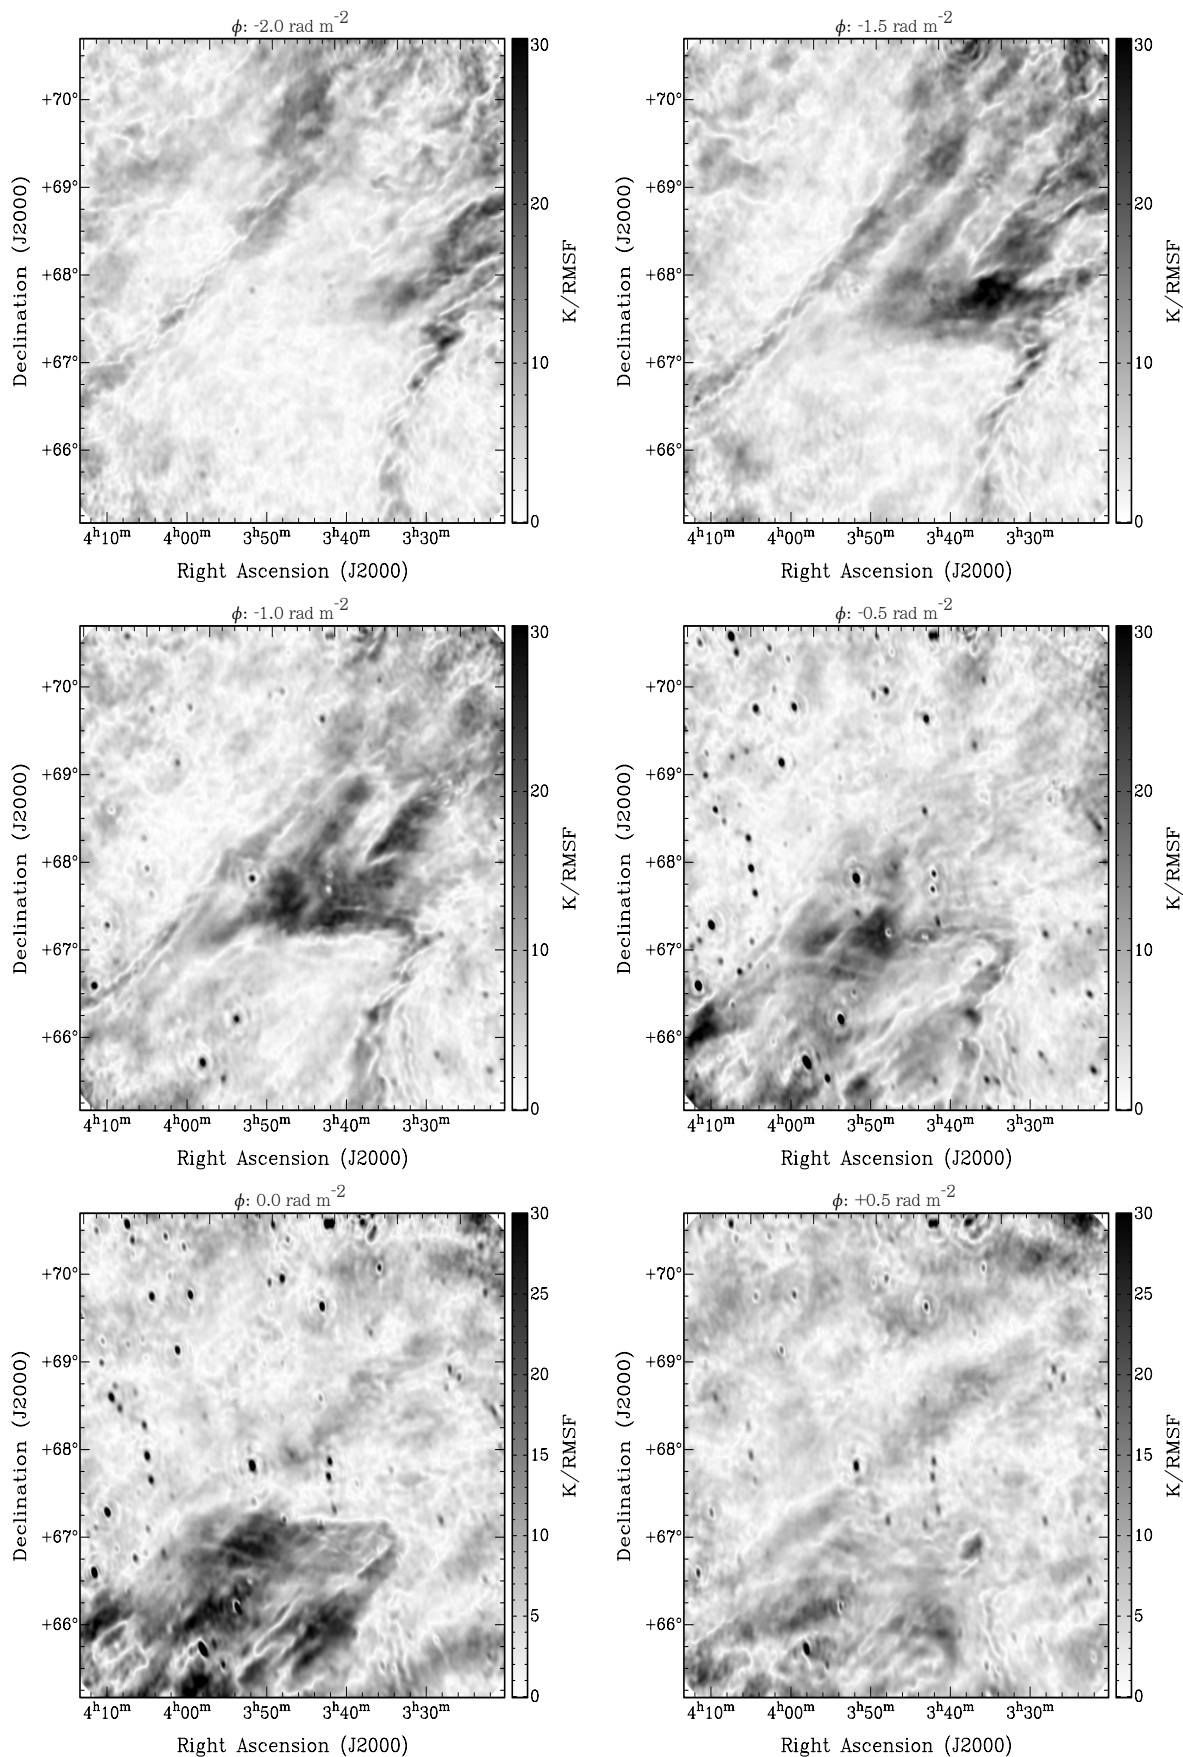 ϕ: -2.0 rad m-2
ϕ: -1.5 rad m-2
+70°
+69°
+68°
+67°
+66°
4h10m 4h00m 3h50m 3h40m 3h30m
Right Ascension (J2000)
Declination (J2000)
30
20
10
0
K/RMSF
+70°
+69°
+68°
+67°
+66°
4h10m 4h00m 3h50m 3h40m 3h30m
Right Ascension (J2000)
Declination (J2000)
30
20
10
0
K/RMSF
ϕ: -1.0 rad m-2
ϕ: -0.5 rad m-2
+70°
+69°
+68°
+67°
+66°
4h10m 4h00m 3h50m 3h40m 3h30m
Right Ascension (J2000)
Declination (J2000)
30
20
10
0
K/RMSF
+70°
+69°
+68°
+67°
+66°
4h10m 4h00m 3h50m 3h40m 3h30m
Right Ascension (J2000)
Declination (J2000)
30
20
10
0
K/RMSF
ϕ: 0.0 rad m-2
ϕ: +0.5 rad m-2
+70°
+69°
+68°
+67°
+66°
4h10m 4h00m 3h50m 3h40m 3h30m
Right Ascension (J2000)
Declination (J2000)
30
25
20
15
10
5
0
K/RMSF
+70°
+69°
+68°
+67°
+66°
4h10m 4h00m 3h50m 3h40m 3h30m
Right Ascension (J2000)
Declination (J2000)
30
25
20
15
10
5
0
K/RMSF